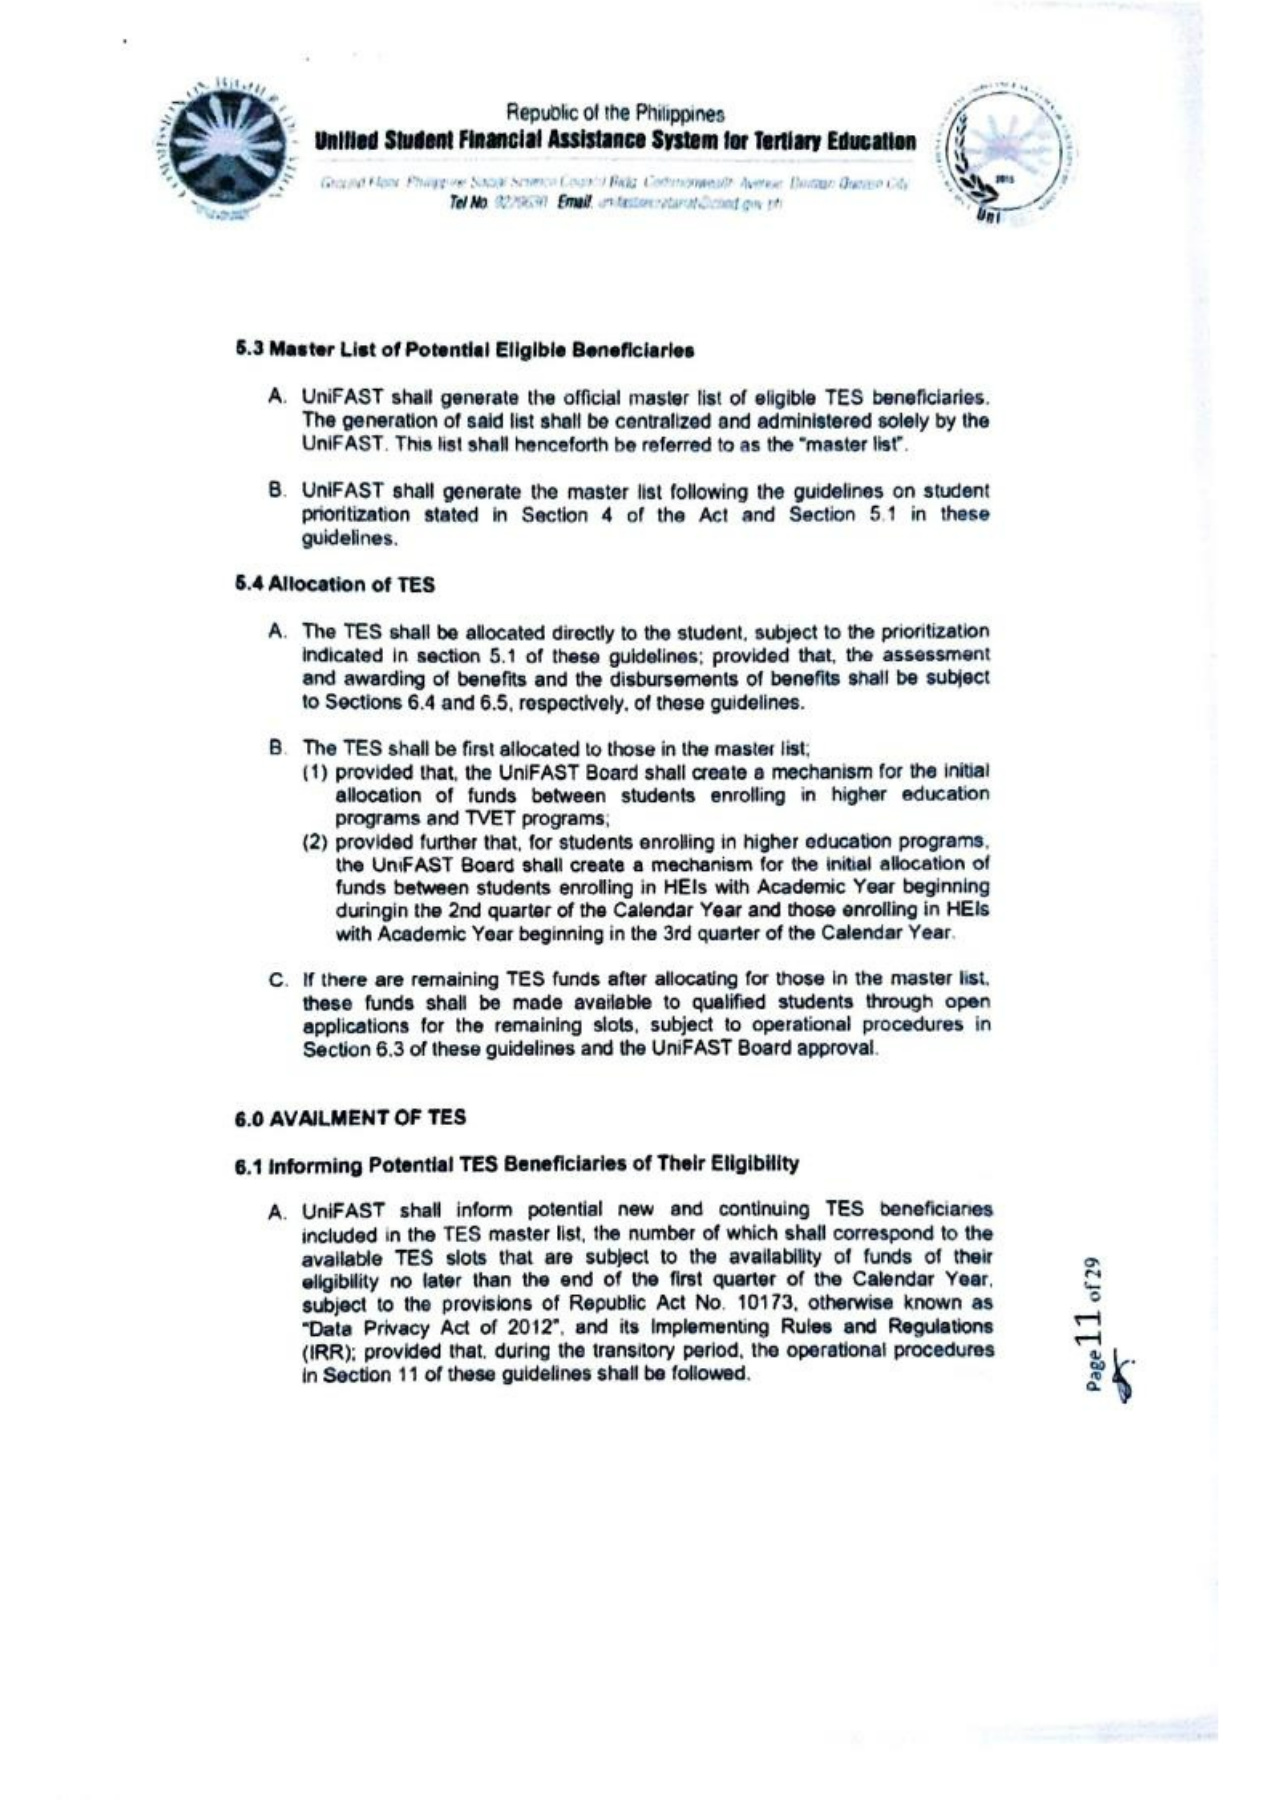 Republic of the Philippines
Unified Student Financial Assistance System for Tertiary Education
Tel No. Email.
2015
Uni
5.3 Master List of Potential Eligible Beneficiaries
A. UniFAST shall generate the official master list of eligible TES beneficiaries.
The generation of said list shall be centralized and administered solely by the
UniFAST. This list shall henceforth be referred to as the "master list".
B. UniFAST shall generate the master list following the guidelines on student
prioritization stated in Section 4 of the Act and Section 5.1 in these
guidelines.
5.4 Allocation of TES
A. The TES shall be allocated directly to the student, subject to the prioritization
indicated in section 5.1 of these guidelines; provided that, the assessment
and awarding of benefits and the disbursements of benefits shall be subject
to Sections 6.4 and 6.5, respectively, of these guidelines.
B. The TES shall be first allocated to those in the master list;
(1) provided that, the UniFAST Board shall create a mechanism for the initial
allocation of funds between students enrolling in higher education
programs and TVET programs;
(2) provided further that, for students enrolling in higher education programs,
the UniFAST Board shall create a mechanism for the initial allocation of
funds between students enrolling in HEIs with Academic Year beginning
duringin the 2nd quarter of the Calendar Year and those enrolling in HEIs
with Academic Year beginning in the 3rd quarter of the Calendar Year.
C. If there are remaining TES funds after allocating for those in the master list,
these funds shall be made available to qualified students through open
applications for the remaining slots, subject to operational procedures in
Section 6.3 of these guidelines and the UniFAST Board approval.
6.0 AVAILMENT OF TES
6.1 Informing Potential TES Beneficiaries of Their Eligibility
A. UniFAST shall inform potential new and continuing TES beneficiaries
included in the TES master list, the number of which shall correspond to the
available TES slots that are subject to the availability of funds of their
eligibility no later than the end of the first quarter of the Calendar Year,
subject to the provisions of Republic Act No. 10173, otherwise known as
"Data Privacy Act of 2012", and its Implementing Rules and Regulations
(IRR); provided that, during the transitory period, the operational procedures
in Section 11 of these guidelines shall be followed.
Page 11 of 29